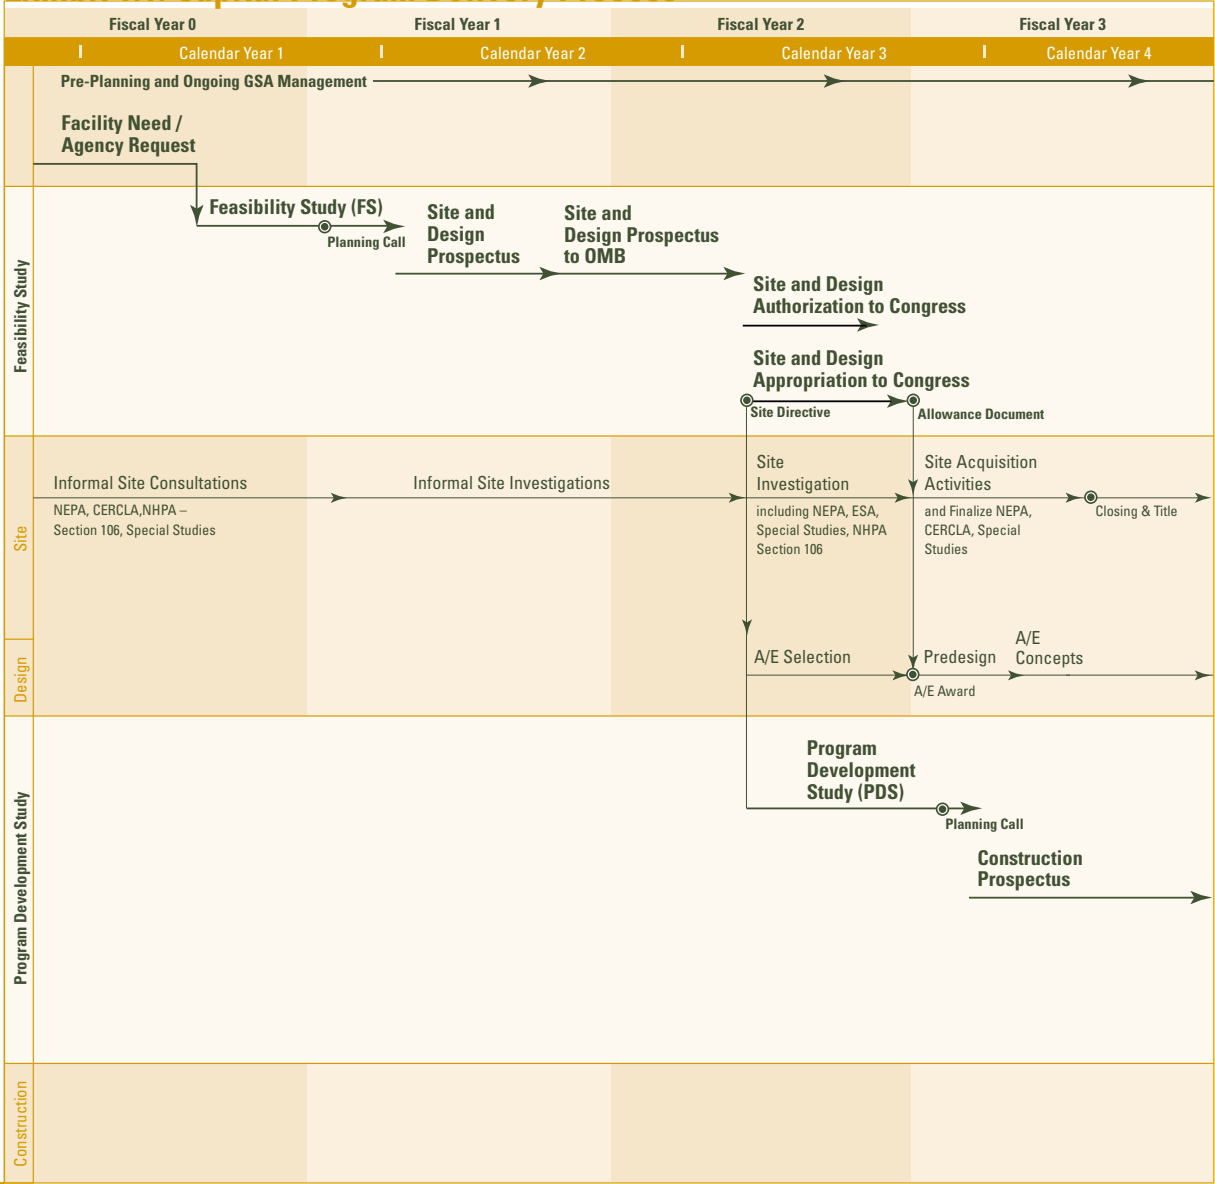 Fiscal Year 0
Fiscal Year 1
Fiscal Year 2
Fiscal Year 3
Calendar Year 1
Calendar Year 2
Calendar Year 3
Calendar Year 4
Pre-Planning and Ongoing GSA Management
Facility Need /
Agency Request
Feasibility Study
Feasibility Study (FS)
Planning Call
Site and
Design
Prospectus
Site and
Design Prospectus
to OMB
Site and Design
Authorization to Congress
Site and Design
Appropriation to Congress
Site Directive
Allowance Document
Site
Informal Site Consultations
NEPA, CERCLA,NHPA –
Section 106, Special Studies
Informal Site Investigations
Site
Investigation
including NEPA, ESA,
Special Studies, NHPA
Section 106
Site Acquisition
Activities
and Finalize NEPA,
CERCLA, Special
Studies
Closing & Title
Design
A/E Selection
Predesign
A/E
Concepts
A/E Award
Program Development Study
Program
Development
Study (PDS)
Planning Call
Construction
Prospectus
Construction